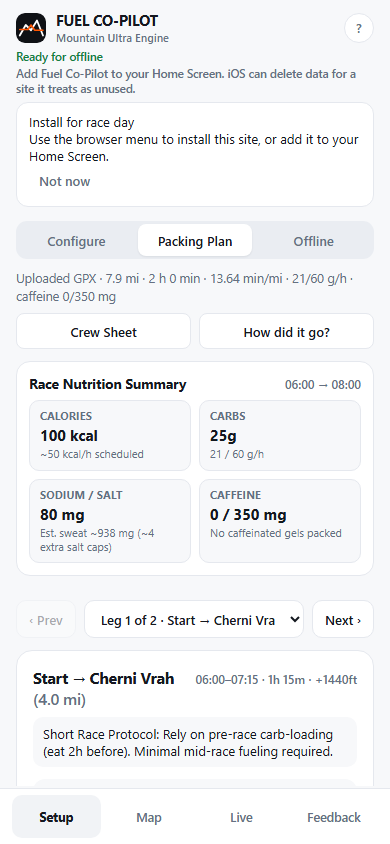 FUEL CO-PILOT
Mountain Ultra Engine
?
Ready for offline
Add Fuel Co-Pilot to your Home Screen. iOS can delete data for a
site it treats as unused.
Install for race day
Use the browser menu to install this site, or add it to your
Home Screen.
Not now
Configure
Packing Plan
Offline
Uploaded GPX · 7.9 mi · 2 h 0 min · 13.64 min/mi · 21/60 g/h ·
caffeine 0/350 mg
Crew Sheet
How did it go?
Race Nutrition Summary
06:00 → 08:00
CALORIES
100 kcal
~50 kcal/h scheduled
CARBS
25g
21 / 60 g/h
SODIUM / SALT
80 mg
Est. sweat ~938 mg (~4
extra salt caps)
CAFFEINE
0 / 350 mg
No caffeinated gels packed
‹ Prev
Leg 1 of 2 · Start → Cherni Vra
Next ›
Start → Cherni Vrah
(4.0 mi)
06:00–07:15 · 1h 15m · +1440ft
Short Race Protocol: Rely on pre-race carb-loading
(eat 2h before). Minimal mid-race fueling required.
Setup
Map
Live
Feedback